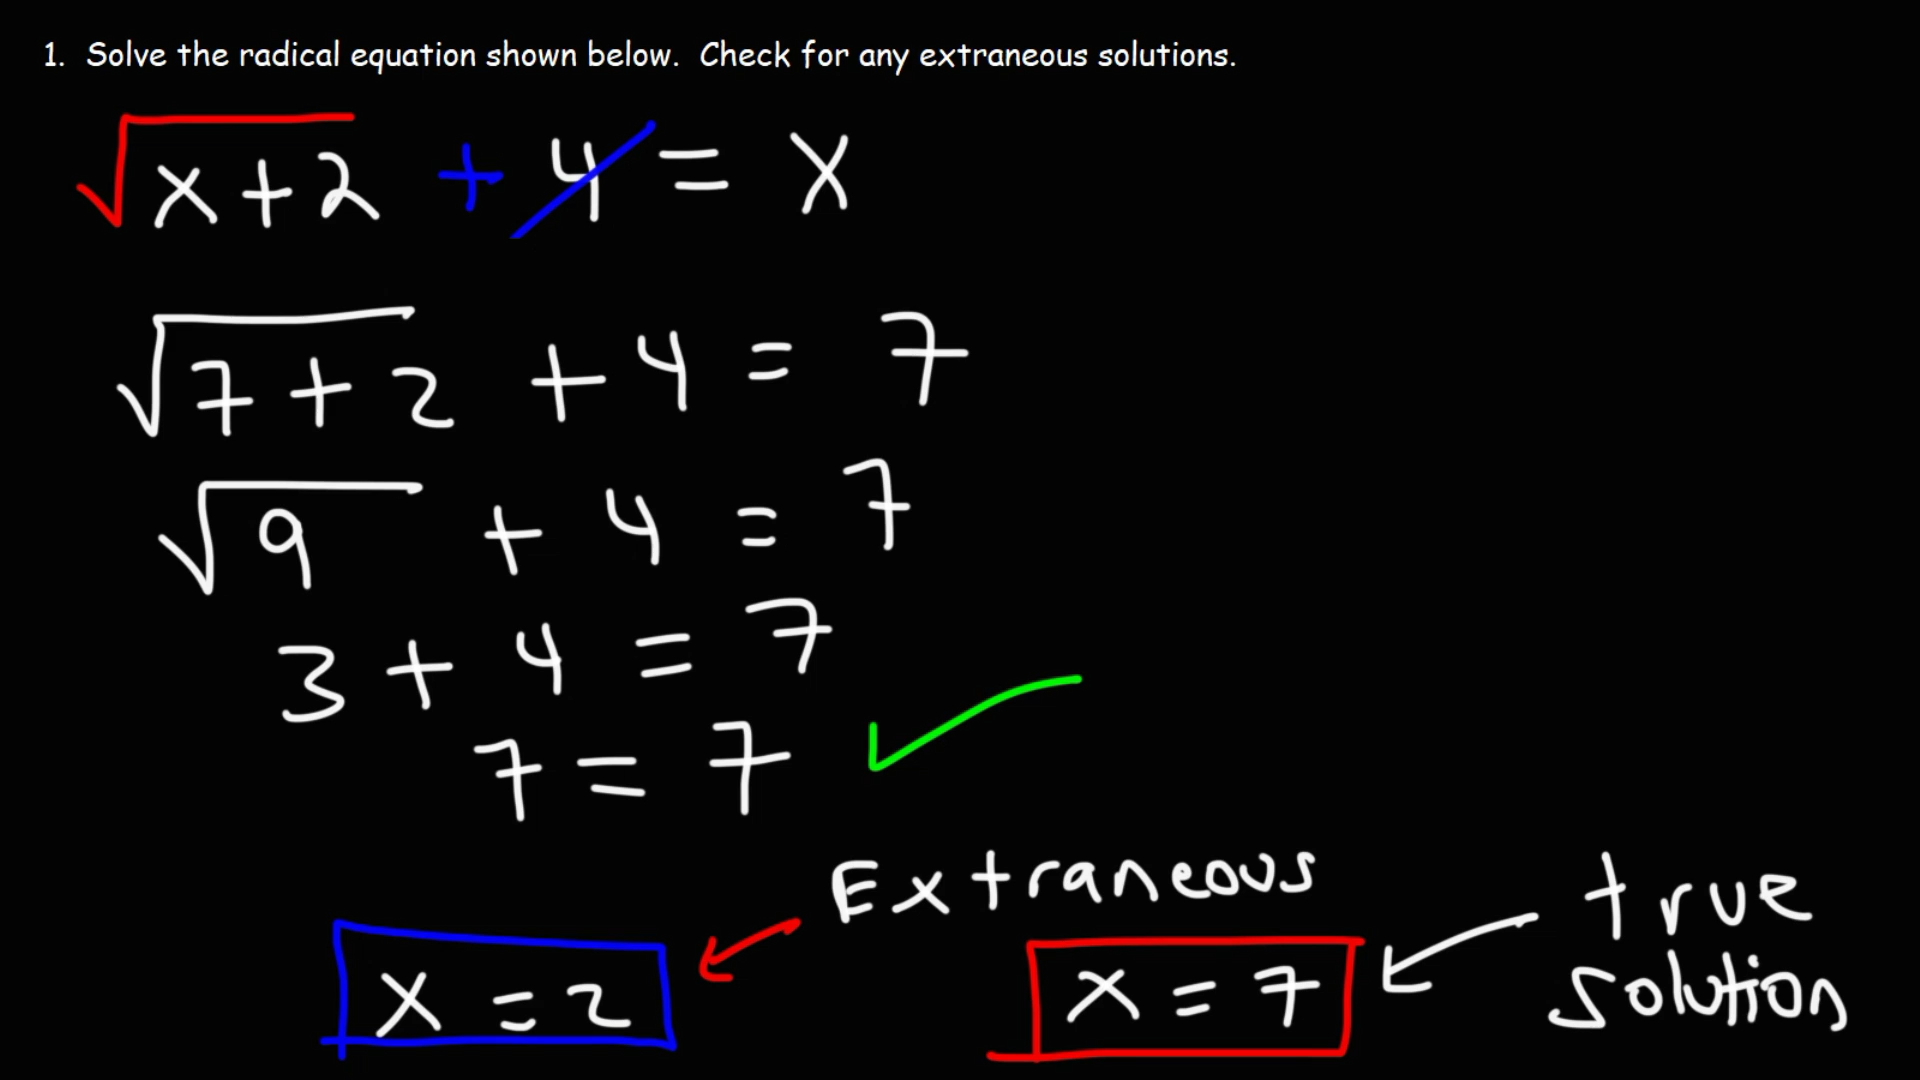 1. Solve the radical equation shown below. Check for any extraneous solutions.
√x+2 + 4 = x
√7+2 + 4 = 7
√9 + 4 = 7
3 + 4 = 7
7 = 7 ✓
Extraneous
true
solution
x = 2
x = 7